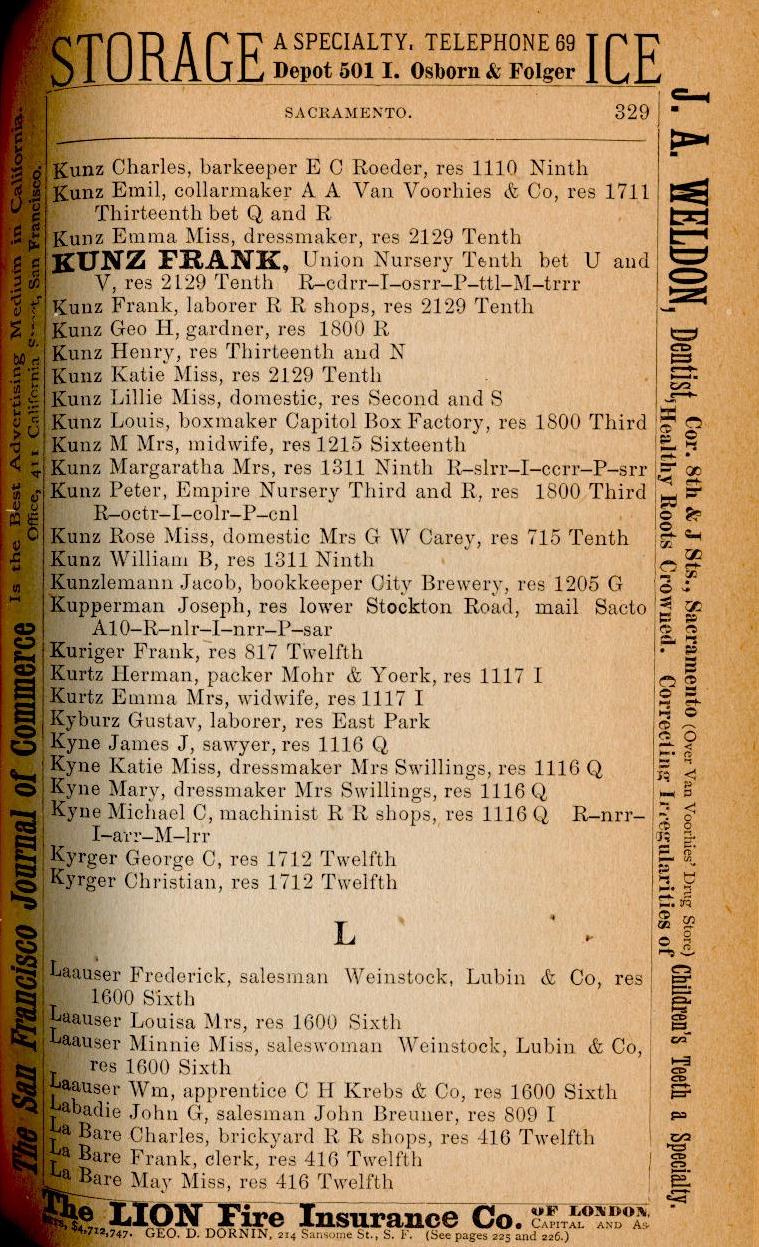 STORAGE A SPECIALTY. TELEPHONE 69 ICE
Depot 501 I. Osborn & Folger
SACRAMENTO. 329
Kunz Charles, barkeeper E C Roeder, res 1110 Ninth
Kunz Emil, collarmaker A A Van Voorhies & Co, res 1711
Thirteenth bet Q and R
Kunz Emma Miss, dressmaker, res 2129 Tenth
KUNZ FRANK, Union Nursery Tenth bet U and
V, res 2129 Tenth R–cdrr–I–osrr–P–ttl–M–trrr
Kunz Frank, laborer R R shops, res 2129 Tenth
Kunz Geo H, gardner, res 1800 R
Kunz Henry, res Thirteenth and N
Kunz Katie Miss, res 2129 Tenth
Kunz Lillie Miss, domestic, res Second and S
Kunz Louis, boxmaker Capitol Box Factory, res 1800 Third
Kunz M Mrs, midwife, res 1215 Sixteenth
Kunz Margaratha Mrs, res 1311 Ninth R–slrr–I–ccrr–P–srr
Kunz Peter, Empire Nursery Third and R, res 1800 Third
R–octr–I–colr–P–cnl
Kunz Rose Miss, domestic Mrs G W Carey, res 715 Tenth
Kunz William B, res 1311 Ninth
Kunzlemann Jacob, bookkeeper City Brewery, res 1205 G
Kupperman Joseph, res lower Stockton Road, mail Sacto
A10–R–nlr–I–nrr–P–sar
Kuriger Frank, res 817 Twelfth
Kurtz Herman, packer Mohr & Yoerk, res 1117 I
Kurtz Emma Mrs, widwife, res 1117 I
Kyburz Gustav, laborer, res East Park
Kyne James J, sawyer, res 1116 Q
Kyne Katie Miss, dressmaker Mrs Swillings, res 1116 Q
Kyne Mary, dressmaker Mrs Swillings, res 1116 Q
Kyne Michael C, machinist R R shops, res 1116 Q R–nrr–
I–arr–M–lrr
Kyrger George C, res 1712 Twelfth
Kyrger Christian, res 1712 Twelfth
L
Laauser Frederick, salesman Weinstock, Lubin & Co, res
1600 Sixth
Laauser Louisa Mrs, res 1600 Sixth
Laauser Minnie Miss, saleswoman Weinstock, Lubin & Co,
res 1600 Sixth
Laauser Wm, apprentice C H Krebs & Co, res 1600 Sixth
Labadie John G, salesman John Breuner, res 809 I
La Bare Charles, brickyard R R shops, res 416 Twelfth
La Bare Frank, clerk, res 416 Twelfth
La Bare May Miss, res 416 Twelfth
The LION Fire Insurance Co. OF LONDON.
CAPITAL AND As-
sets, $4,712,747. GEO. D. DORNIN, 214 Sansome St., S. F. (See pages 225 and 226.)
The San Francisco Journal of Commerce Is the Best Advertising Medium in California.
Office, 411 California Street, San Francisco.
J. A. WELDON, Dentist, Cor. 8th & J Sts., Sacramento (Over Van Voorhies' Drug Store)
Healthy Roots Crowned. Correcting Irregularities of Children's Teeth a Specialty.